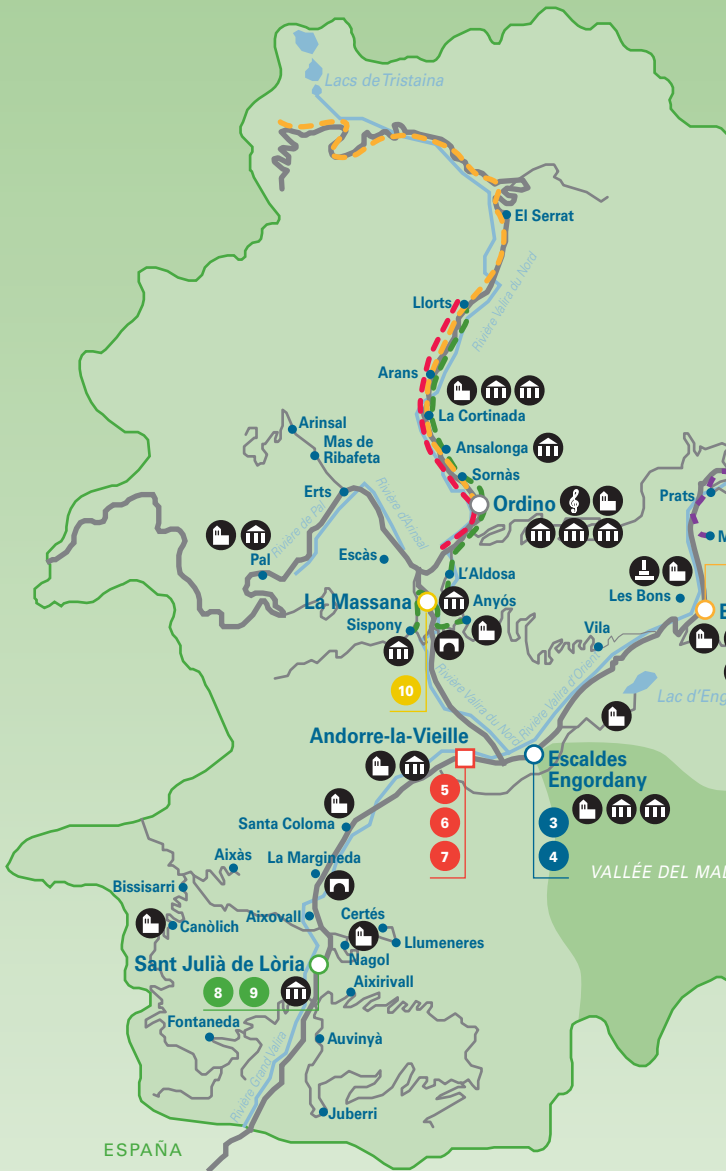 Lacs de Tristaina
El Serrat
Rivière Valira du Nord
Llorts
Arans
La Cortinada
Arinsal
Mas de
Ribafeta
Ansalonga
Sornàs
Erts
Ordino
Prats
Rivière de Pal
Rivière d'Arinsal
Pal
Escàs
L'Aldosa
Les Bons
La Massana
Anyós
Sispony
Vila
10
Rivière Valira du Nord
Rivière Valira d'Orient
Lac d'Eng
Andorre-la-Vieille
Escaldes
Engordany
5
6
7
3
4
Santa Coloma
VALLÉE DEL MAD
Aixàs
La Margineda
Bissisarri
Canòlich
Aixovall
Certés
Llumeneres
Nagol
Sant Julià de Lòria
8
9
Aixirivall
Fontaneda
Auvinyà
Rivière Grand Valira
Juberri
ESPAÑA